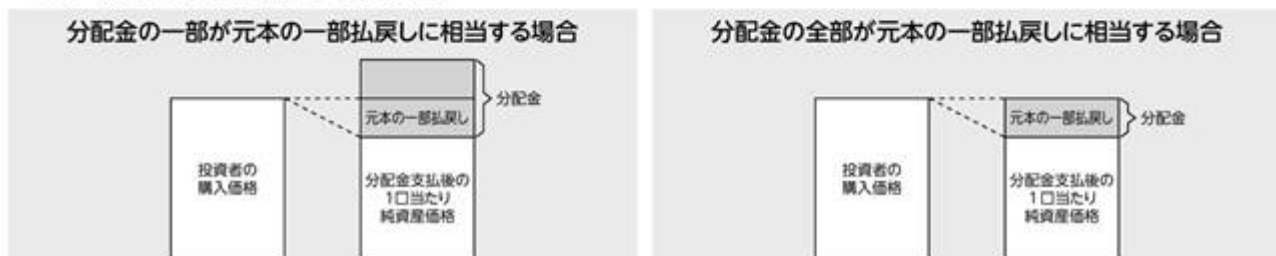 分配金の一部が元本の一部払戻しに相当する場合
分配金
元本の一部払戻し
投資者の
購入価格
分配金支払後の
1口当たり
純資産価格
分配金の全部が元本の一部払戻しに相当する場合
元本の一部払戻し
分配金
投資者の
購入価格
分配金支払後の
1口当たり
純資産価格